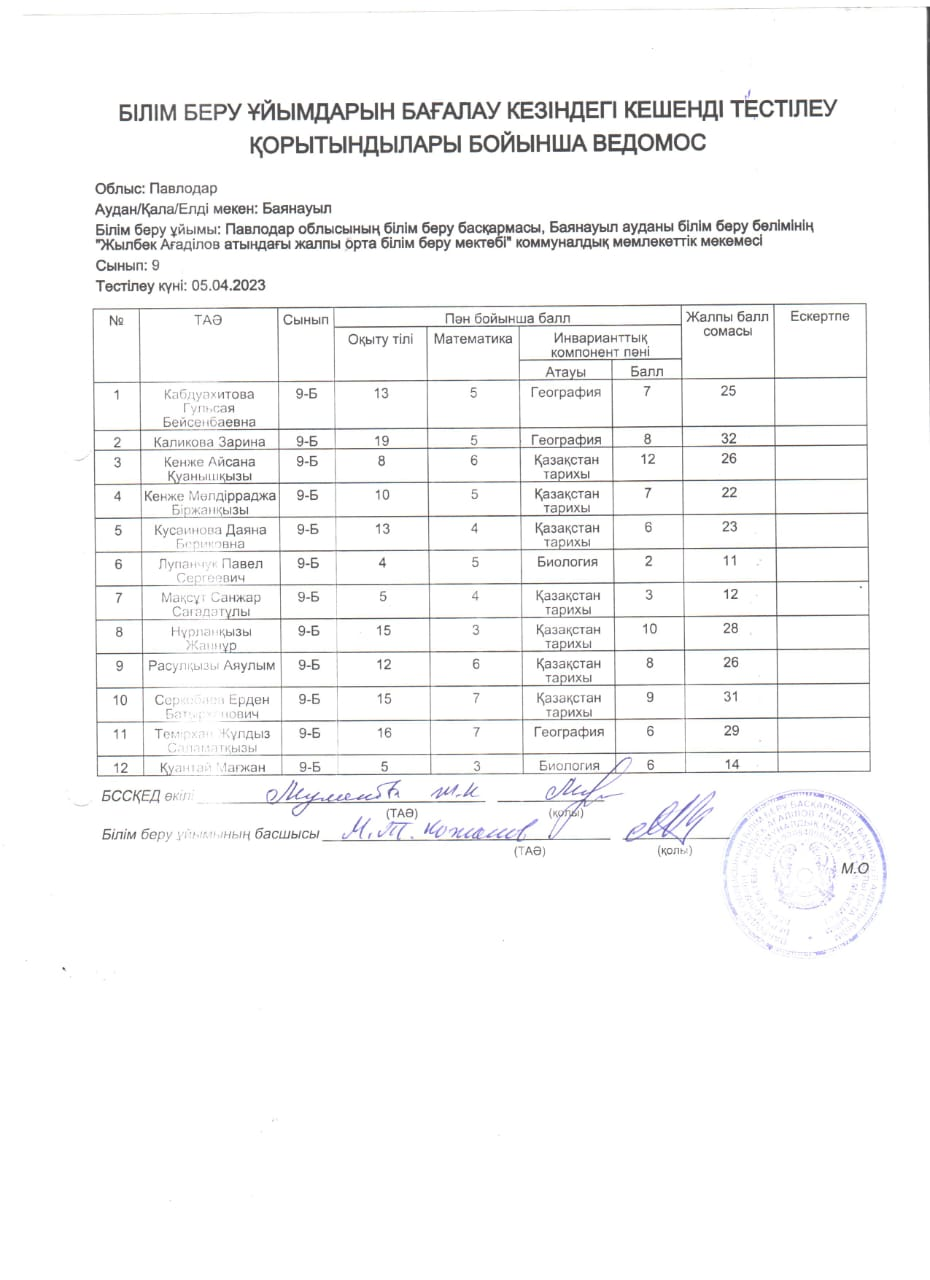 БІЛІМ БЕРУ ҰЙЫМДАРЫН БАҒАЛАУ КЕЗІНДЕГІ КЕШЕНДІ ТЕСТІЛЕУ
ҚОРЫТЫНДЫЛАРЫ БОЙЫНША ВЕДОМОС
Облыс: Павлодар
Аудан/Қала/Елді мекен: Баянауыл
Білім беру ұйымы: Павлодар облысының білім беру басқармасы, Баянауыл ауданы білім беру бөлімінің
"Жылбек Ағаділов атындағы жалпы орта білім беру мектебі" коммуналдық мемлекеттік мекемесі
Сынып: 9
Тестілеу күні: 05.04.2023
№ ТАӘ Сынып Пән бойынша балл Жалпы балл Ескертпе
сомасы
Оқыту тілі Математика Инварианттық
компонент пәні
Атауы Балл
1 Кабдуахитова 9-Б 13 5 География 7 25
Гульсая
Бейсенбаевна
2 Каликова Зарина 9-Б 19 5 География 8 32
3 Кенже Айсана 9-Б 8 6 Қазақстан 12 26
Қуанышқызы тарихы
4 Кенже Мөлдірраджа 9-Б 10 5 Қазақстан 7 22
Біржанқызы тарихы
5 Кусаинова Даяна 9-Б 13 4 Қазақстан 6 23
Бериковна тарихы
6 Лупанчук Павел 9-Б 4 5 Биология 2 11
Сергеевич
7 Мақсұт Санжар 9-Б 5 4 Қазақстан 3 12
Сағадатұлы тарихы
8 Нұрланқызы 9-Б 15 3 Қазақстан 10 28
Жаннұр тарихы
9 Расулқызы Аяулым 9-Б 12 6 Қазақстан 8 26
тарихы
10 Серкебаев Ерден 9-Б 15 7 Қазақстан 9 31
Батырханович тарихы
11 Темірхан Жұлдыз 9-Б 16 7 География 6 29
Саламатқызы
12 Қуантай Мағжан 9-Б 5 3 Биология 6 14
БССҚЕД өкілі
(ТАӘ) (қолы)
Білім беру ұйымының басшысы М.Т.
(ТАӘ) (қолы)
М.О